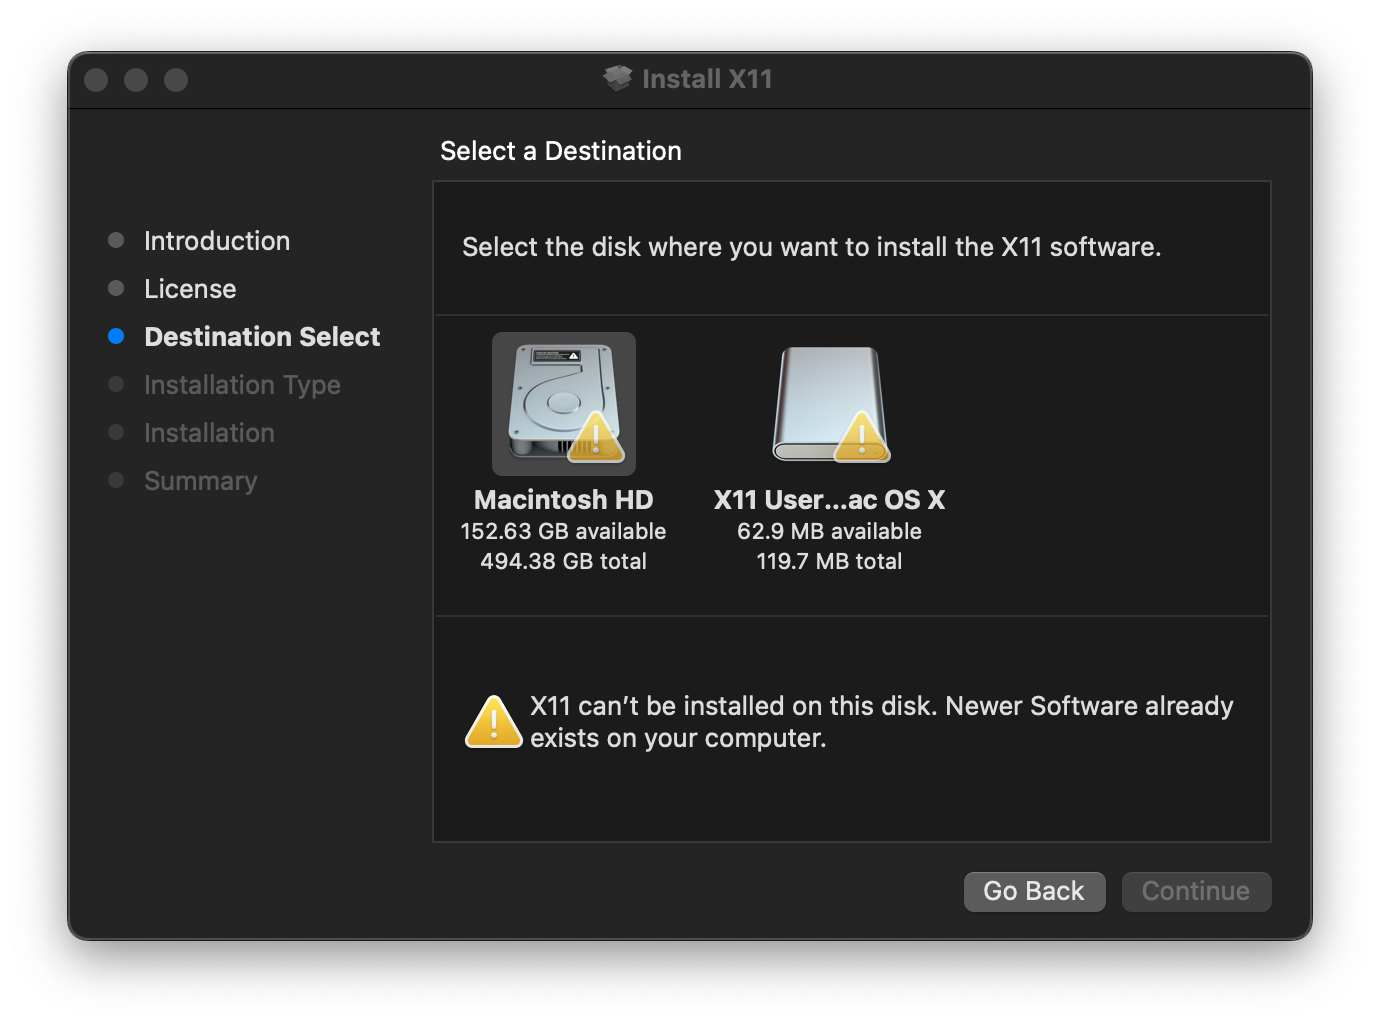 Install X11
Select a Destination
Introduction
License
Destination Select
Installation Type
Installation
Summary
Select the disk where you want to install the X11 software.
Macintosh HD
152.63 GB available
494.38 GB total
X11 User...ac OS X
62.9 MB available
119.7 MB total
X11 can’t be installed on this disk. Newer Software already
exists on your computer.
Go Back
Continue